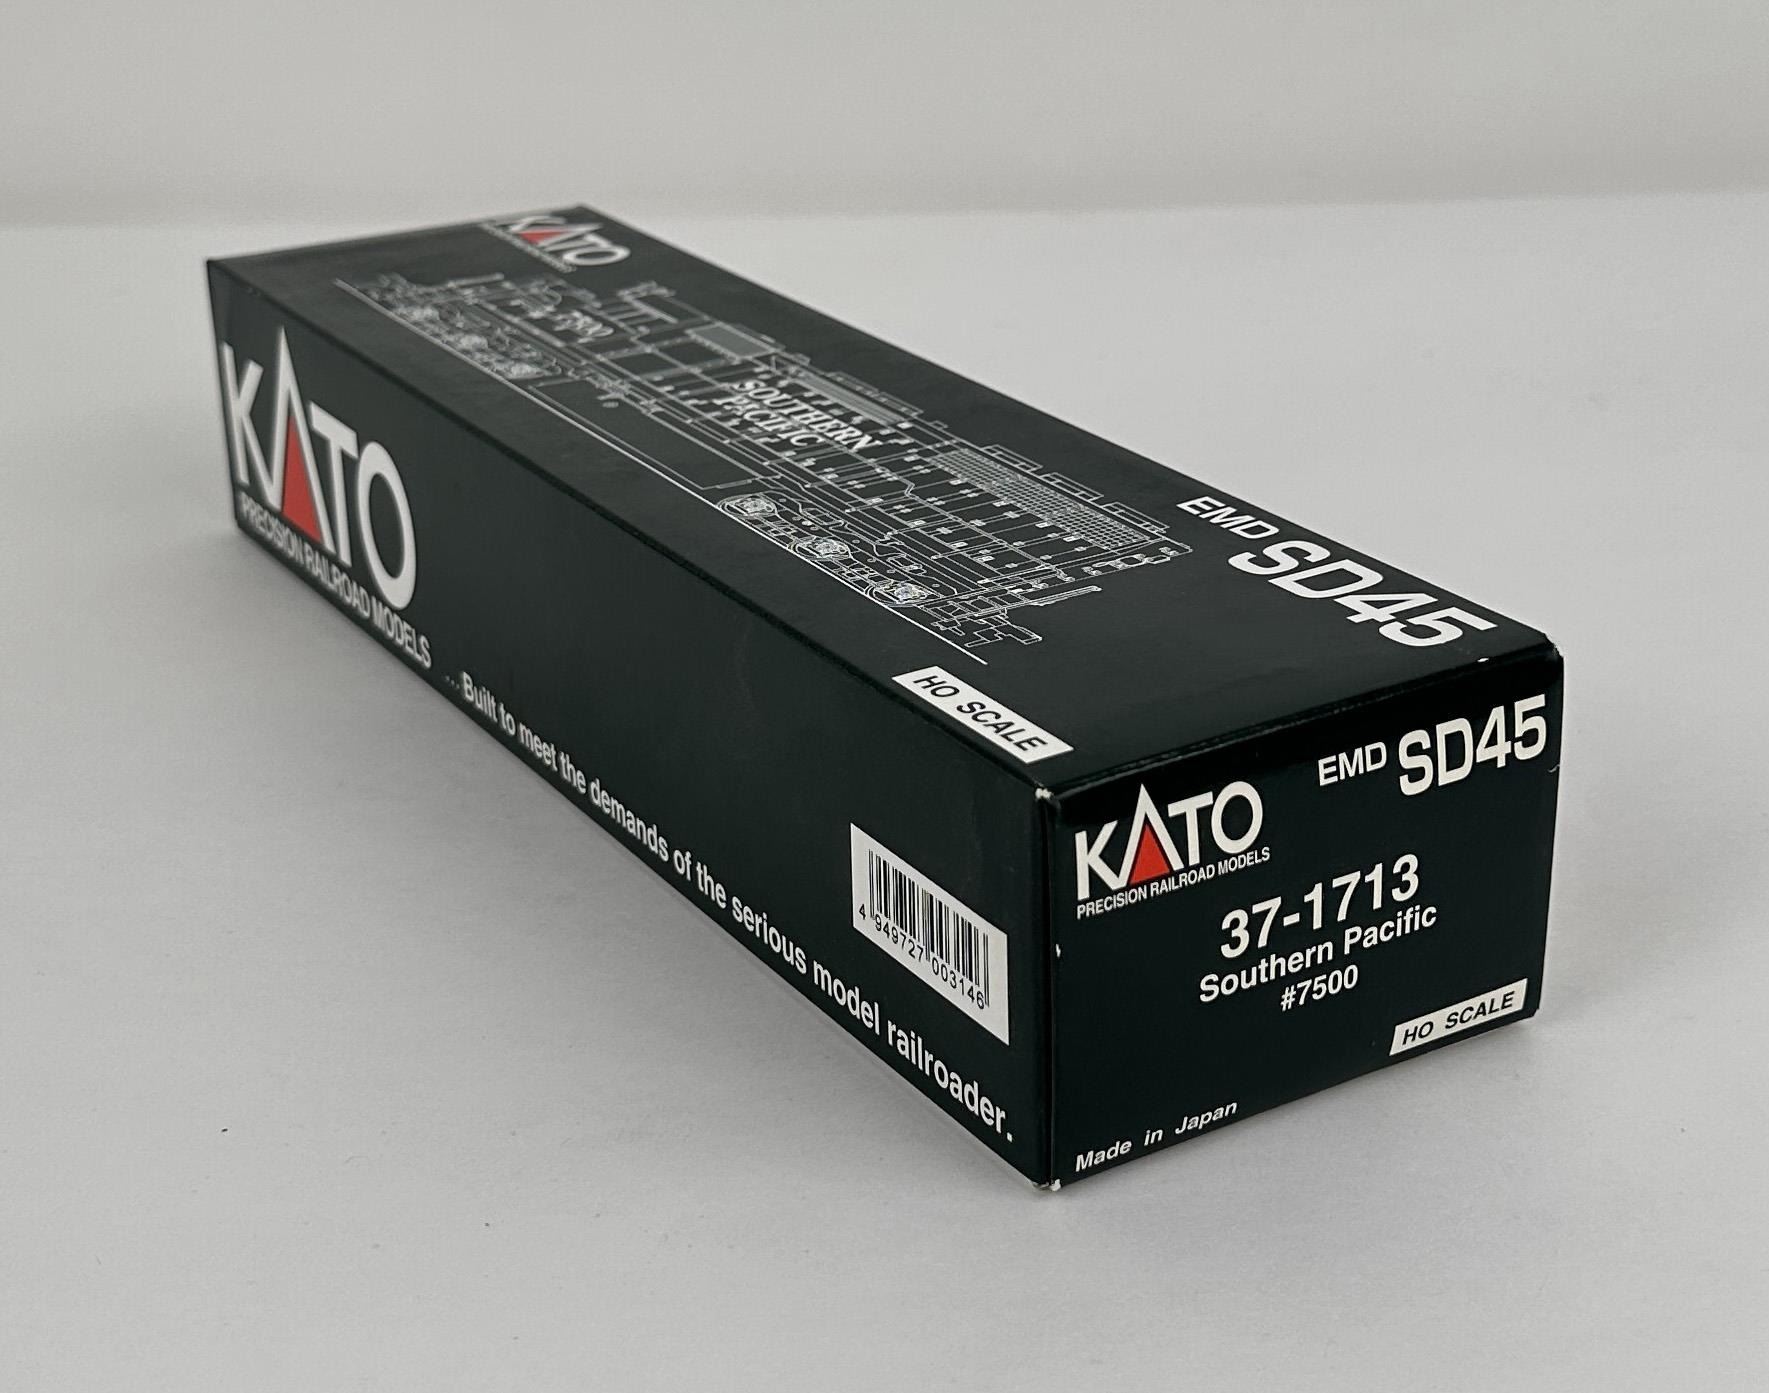 KATO
7500
SOUTHERN
PACIFIC
EMD SD45
HO SCALE
KATO
PRECISION RAILROAD MODELS
...Built to meet the demands of the serious model railroader.
4 949727 003146
EMD SD45
KATO
PRECISION RAILROAD MODELS
37-1713
Southern Pacific
#7500
HO SCALE
Made in Japan